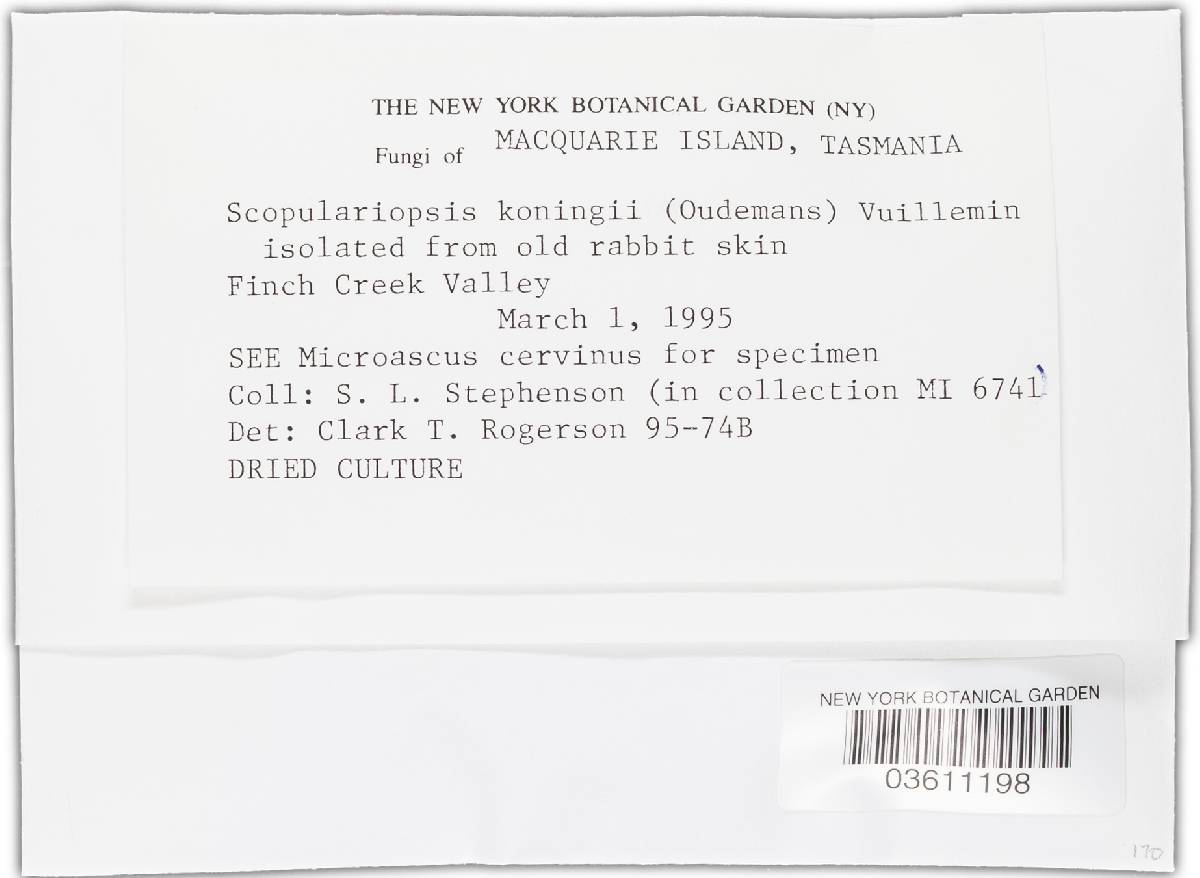 THE NEW YORK BOTANICAL GARDEN (NY)
Fungi of MACQUARIE ISLAND, TASMANIA
Scopulariopsis koningii (Oudemans) Vuillemin
isolated from old rabbit skin
Finch Creek Valley
March 1, 1995
SEE Microascus cervinus for specimen
Coll: S. L. Stephenson (in collection MI 6741)
Det: Clark T. Rogerson 95-74B
DRIED CULTURE
NEW YORK BOTANICAL GARDEN
03611198
170